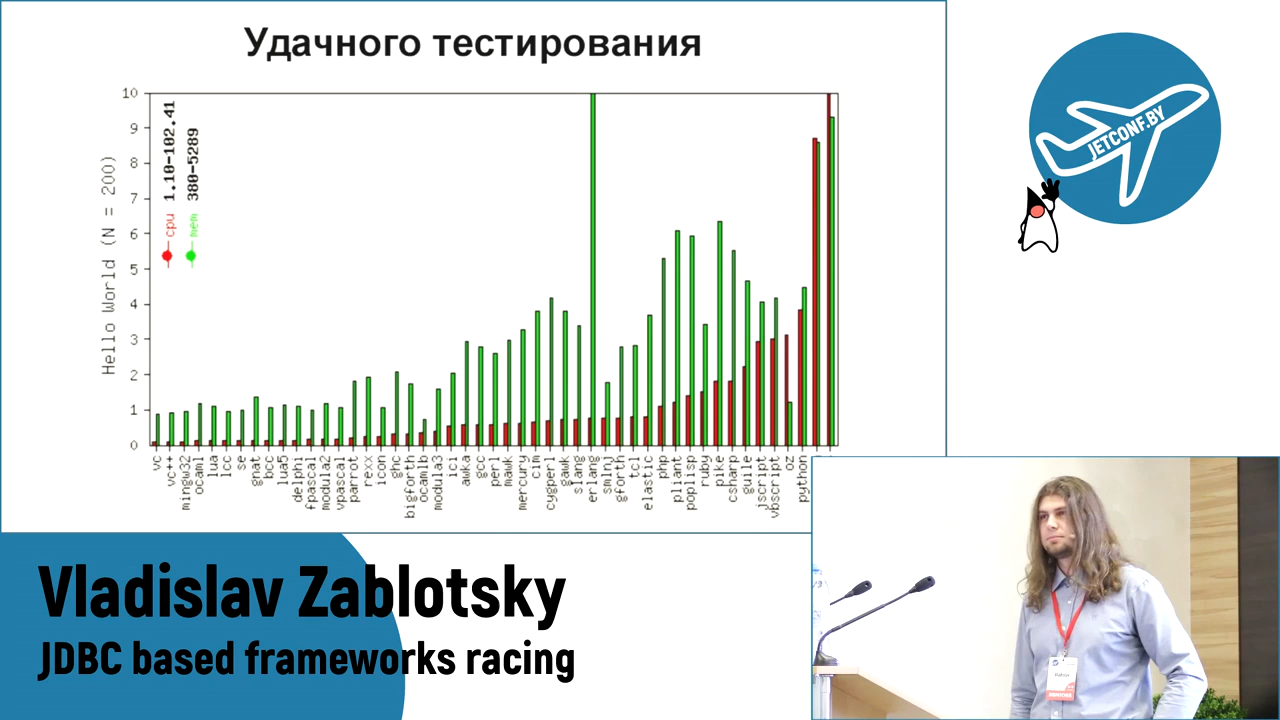 Удачного тестирования
Hello World (N = 200)
cpu 1.10-102.41
mem 380-5289
10
9
8
7
6
5
4
3
2
1
0
vc
vc++
mingw32
ocaml
lua
lcc
se
gnat
bcc
lua5
delphi
fpascal
modula2
vpascal
parrot
rexx
icon
ghc
bigforth
ocamlb
modula3
ici
awka
gcc
perl
mawk
mercury
cim
cygperl
gawk
slang
erlang
smlnj
gforth
tcl
elastic
php
pliant
poplisp
ruby
pike
csharp
guile
jscript
vbscript
oz
python
JETCONF.BY
Vladislav Zablotsky
JDBC based frameworks racing